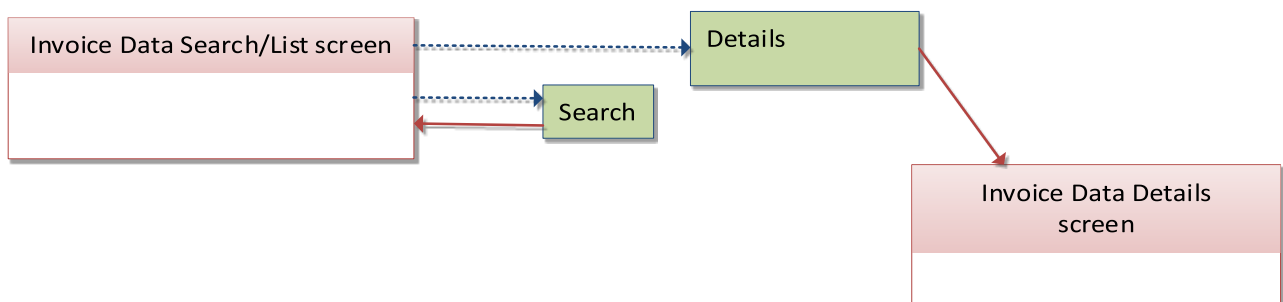 Invoice Data Search/List screen
Details
Search
Invoice Data Details
screen